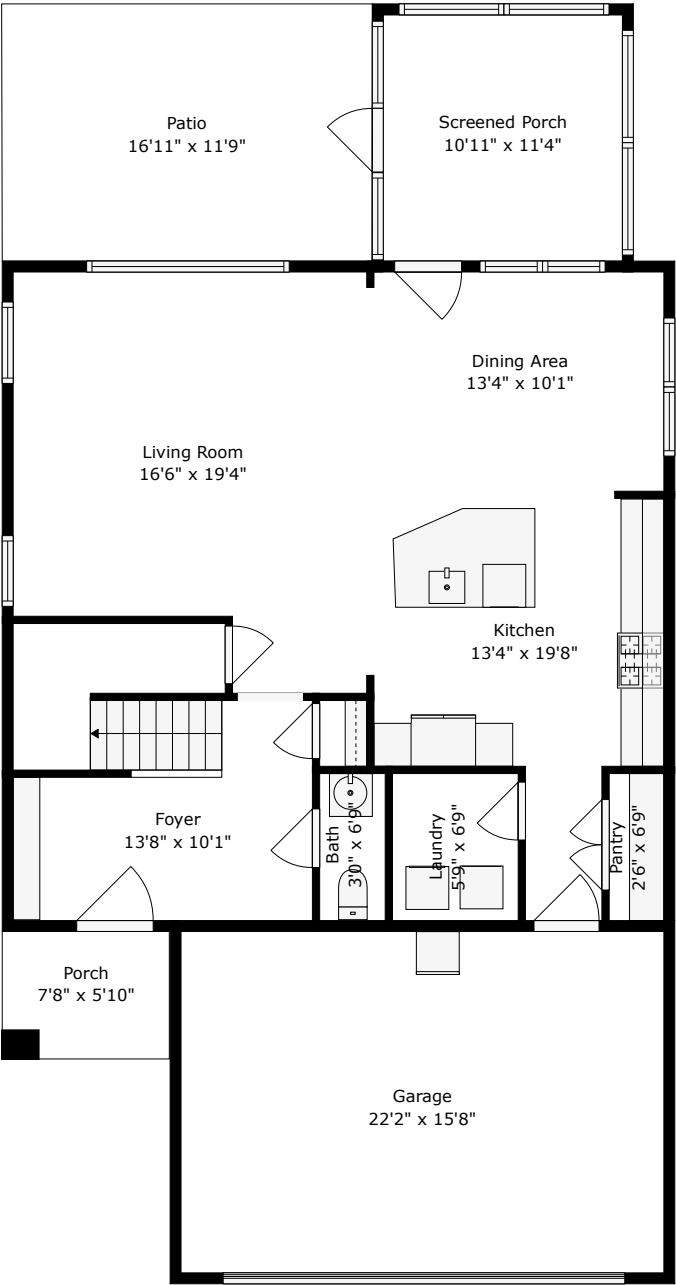 Patio
16'11" x 11'9"
Screened Porch
10'11" x 11'4"
Dining Area
13'4" x 10'1"
Living Room
16'6" x 19'4"
Kitchen
13'4" x 19'8"
Foyer
13'8" x 10'1"
Bath
3'0" x 6'9"
Laundry
5'9" x 6'9"
Pantry
2'6" x 6'9"
Porch
7'8" x 5'10"
Garage
22'2" x 15'8"